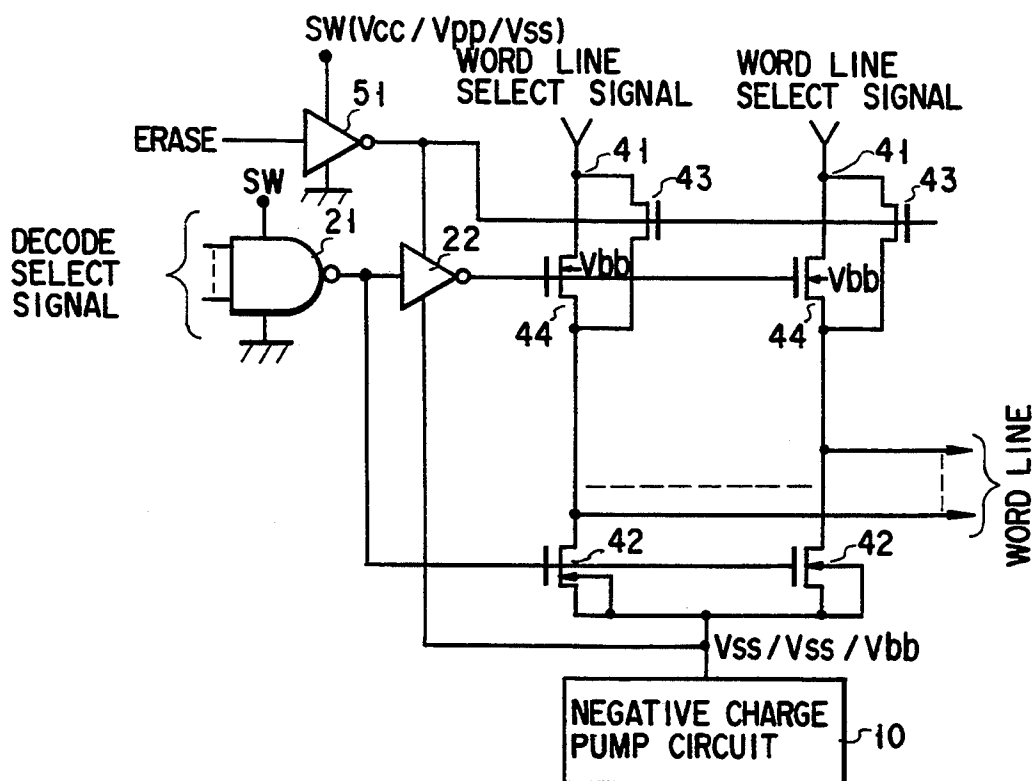 SW(Vcc / Vpp/Vss)
WORD LINE
SELECT SIGNAL
WORD LINE
SELECT SIGNAL
51
ERASE
41
43
41
43
SW
21
22
DECODE
SELECT
SIGNAL
Vbb
Vbb
44
44
WORD LINE
42
42
Vss / Vss / Vbb
NEGATIVE CHARGE
PUMP CIRCUIT
10